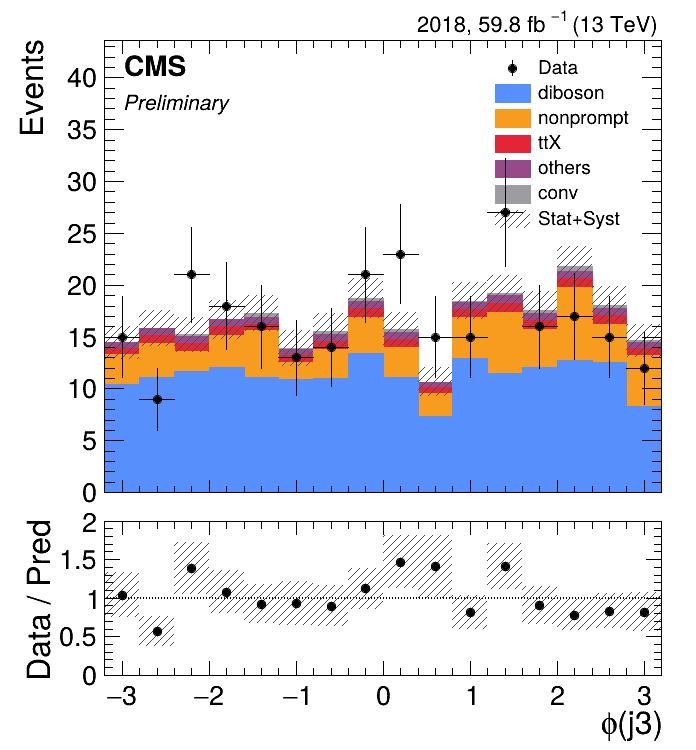 2018, 59.8 fb⁻¹ (13 TeV)
CMS
Preliminary
Data
diboson
nonprompt
ttX
others
conv
Stat+Syst
Events
40
35
30
25
20
15
10
5
0
Data / Pred
2
1.5
1
0.5
0
−3 −2 −1 0 1 2 3
ϕ(j3)